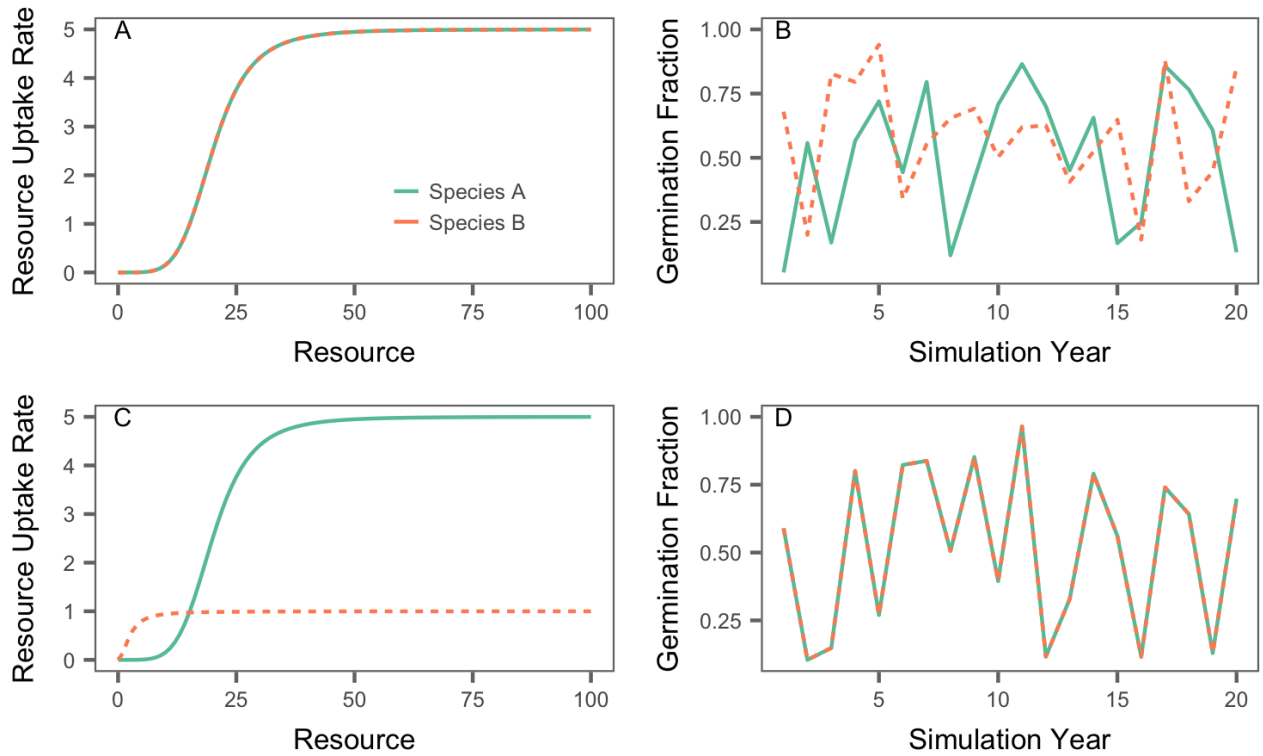 A
Resource Uptake Rate
5
4
3
2
1
0
Species A
Species B
0 25 50 75 100
Resource
B
Germination Fraction
1.00
0.75
0.50
0.25
5 10 15 20
Simulation Year
C
Resource Uptake Rate
5
4
3
2
1
0
0 25 50 75 100
Resource
D
Germination Fraction
1.00
0.75
0.50
0.25
5 10 15 20
Simulation Year